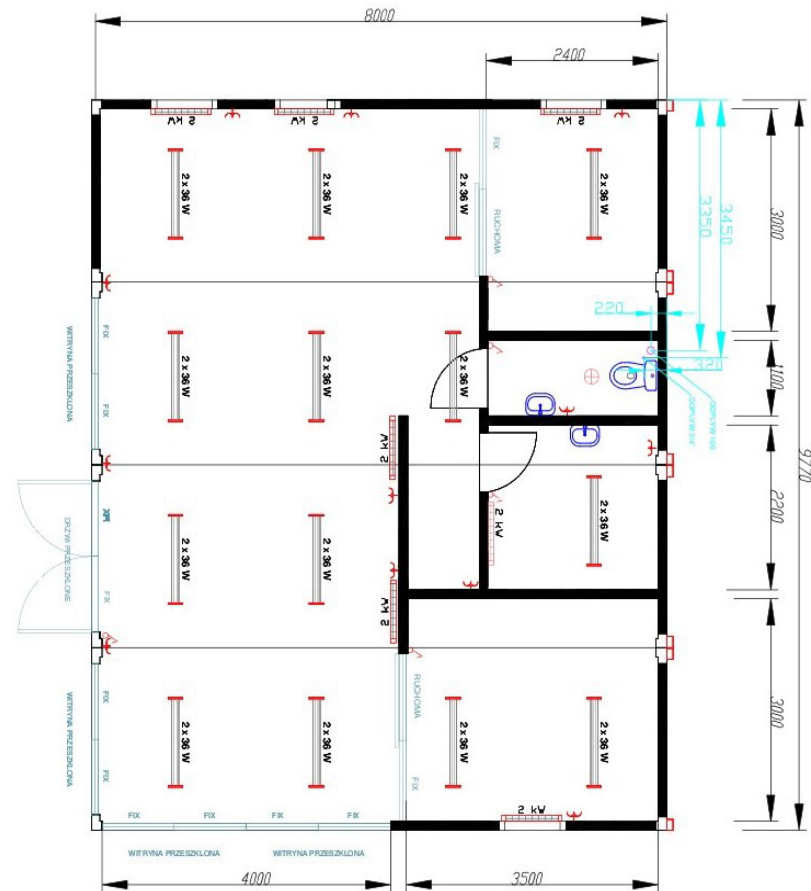 8000
2400
2 kW
2 kW
2 kW
FIX
2 x 36 W
2 x 36 W
2 x 36 W
2 x 36 W
RUCHOMA
3000
3350
3450
220
WITRYNA PRZESZKLONA
FIX
FIX
2 x 36 W
2 x 36 W
2 x 36 W
320
1100
ODPŁYW 100
9770
2 kW
DRZWI PRZESZKLONE
FIX
2 x 36 W
2 x 36 W
2 kW
2 x 36 W
2200
2 kW
WITRYNA PRZESZKLONA
FIX
FIX
2 x 36 W
2 x 36 W
RUCHOMA
FIX
2 x 36 W
2 x 36 W
3000
2 kW
FIX
FIX
FIX
FIX
WITRYNA PRZESZKLONA
WITRYNA PRZESZKLONA
4000
3500